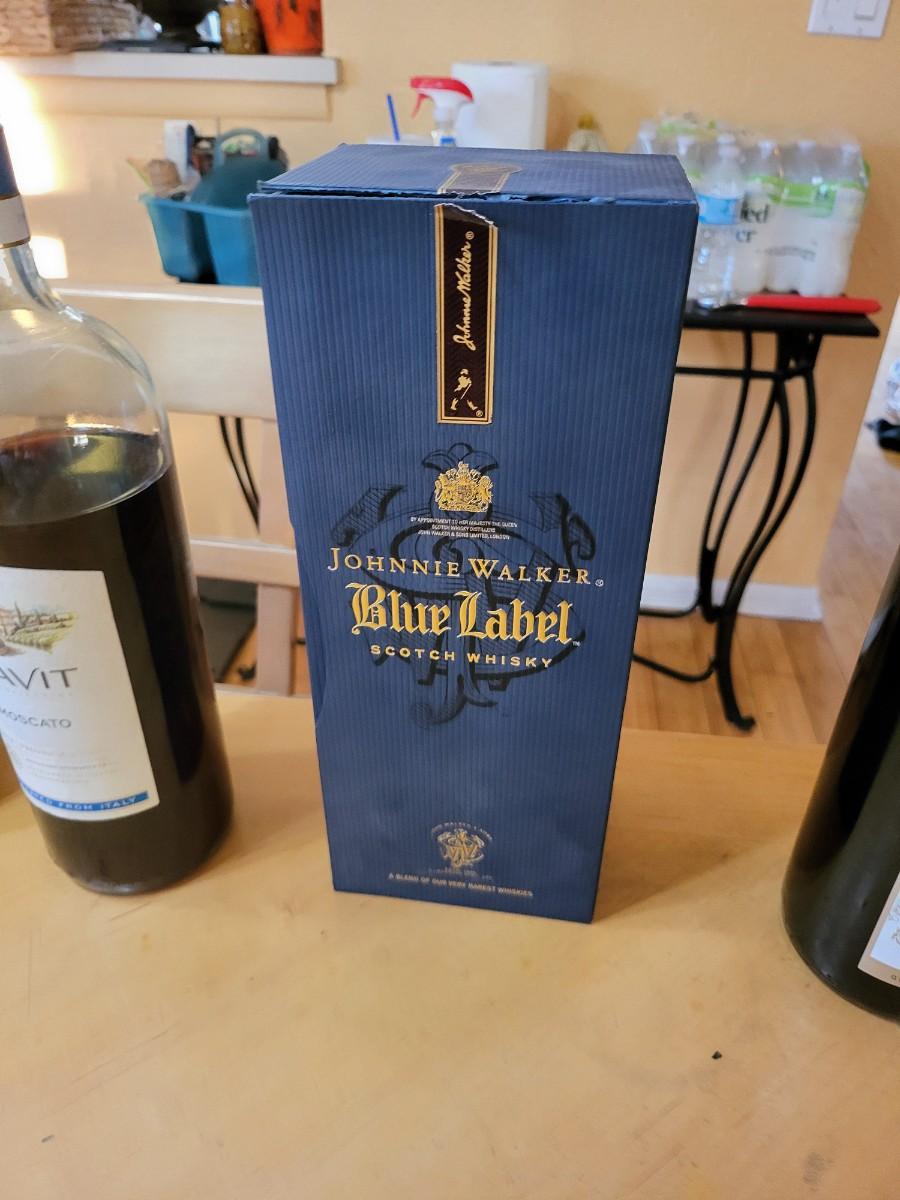 Johnnie Walker®
®
BY APPOINTMENT TO HER MAJESTY THE QUEEN
SCOTCH WHISKY DISTILLERS
JOHN WALKER & SONS LIMITED, LONDON
JOHNNIE WALKER®
Blue Label™
SCOTCH WHISKY
A BLEND OF OUR VERY RAREST WHISKIES
AVIT
MOSCATO
FROM ITALY